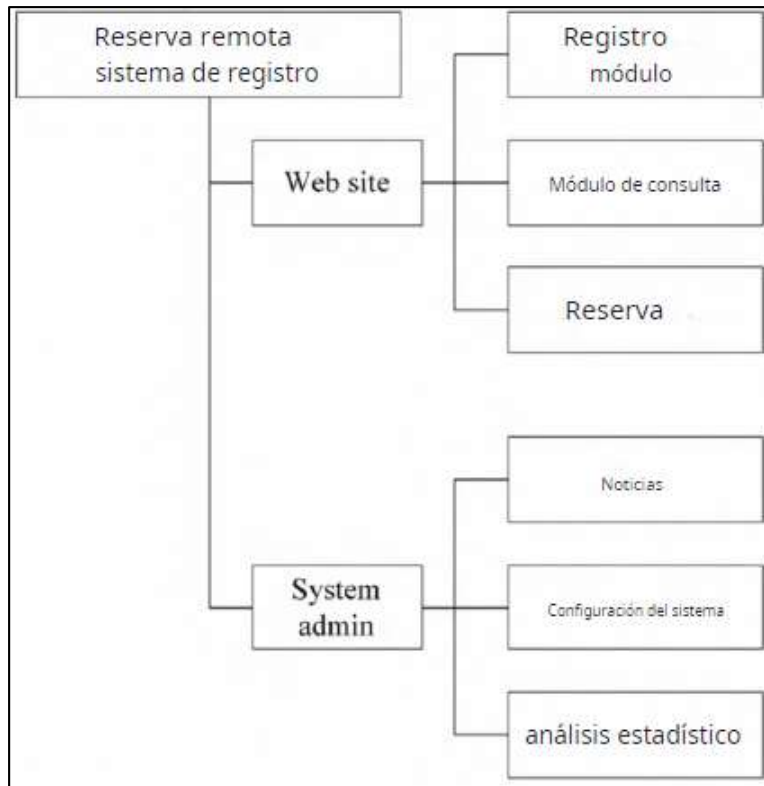 Reserva remota
sistema de registro
Registro
módulo
Web site
Módulo de consulta
Reserva
Noticias
System
admin
Configuración del sistema
análisis estadístico